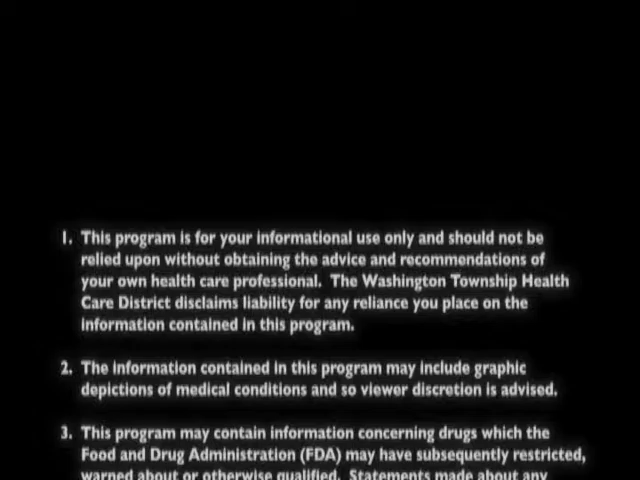 1. This program is for your informational use only and should not be
relied upon without obtaining the advice and recommendations of
your own health care professional. The Washington Township Health
Care District disclaims liability for any reliance you place on the
information contained in this program.
2. The information contained in this program may include graphic
depictions of medical conditions and so viewer discretion is advised.
3. This program may contain information concerning drugs which the
Food and Drug Administration (FDA) may have subsequently restricted,
warned about or otherwise qualified. Statements made about any